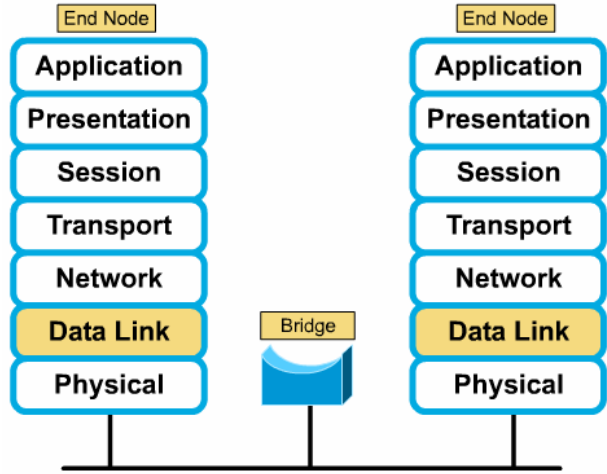 End Node
Application
Presentation
Session
Transport
Network
Data Link
Physical
Bridge
End Node
Application
Presentation
Session
Transport
Network
Data Link
Physical